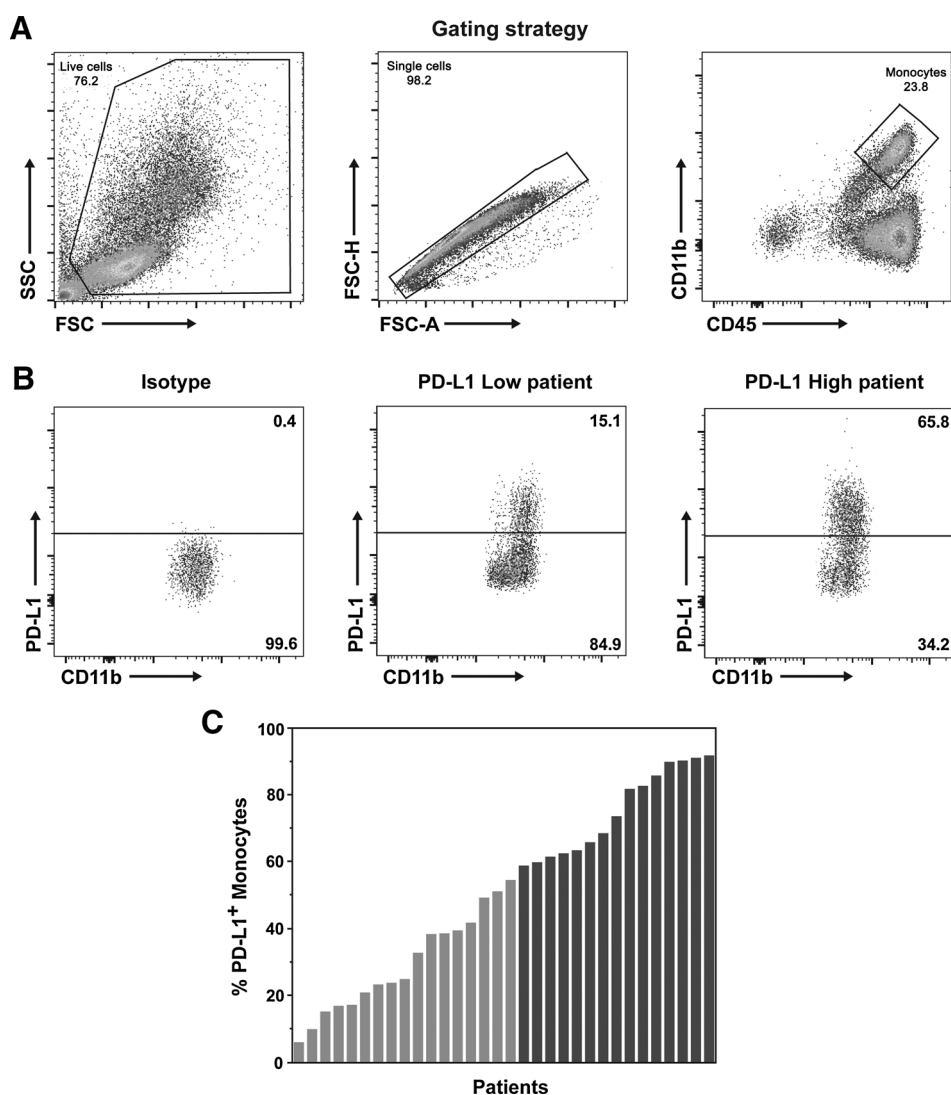 A
Gating strategy
Live cells
76.2
SSC
FSC
Single cells
98.2
FSC-H
FSC-A
Monocytes
23.8
CD11b
CD45
B
Isotype
0.4
99.6
PD-L1
CD11b
PD-L1 Low patient
15.1
84.9
PD-L1
CD11b
PD-L1 High patient
65.8
34.2
PD-L1
CD11b
C
100
80
60
40
20
0
% PD-L1+ Monocytes
Patients